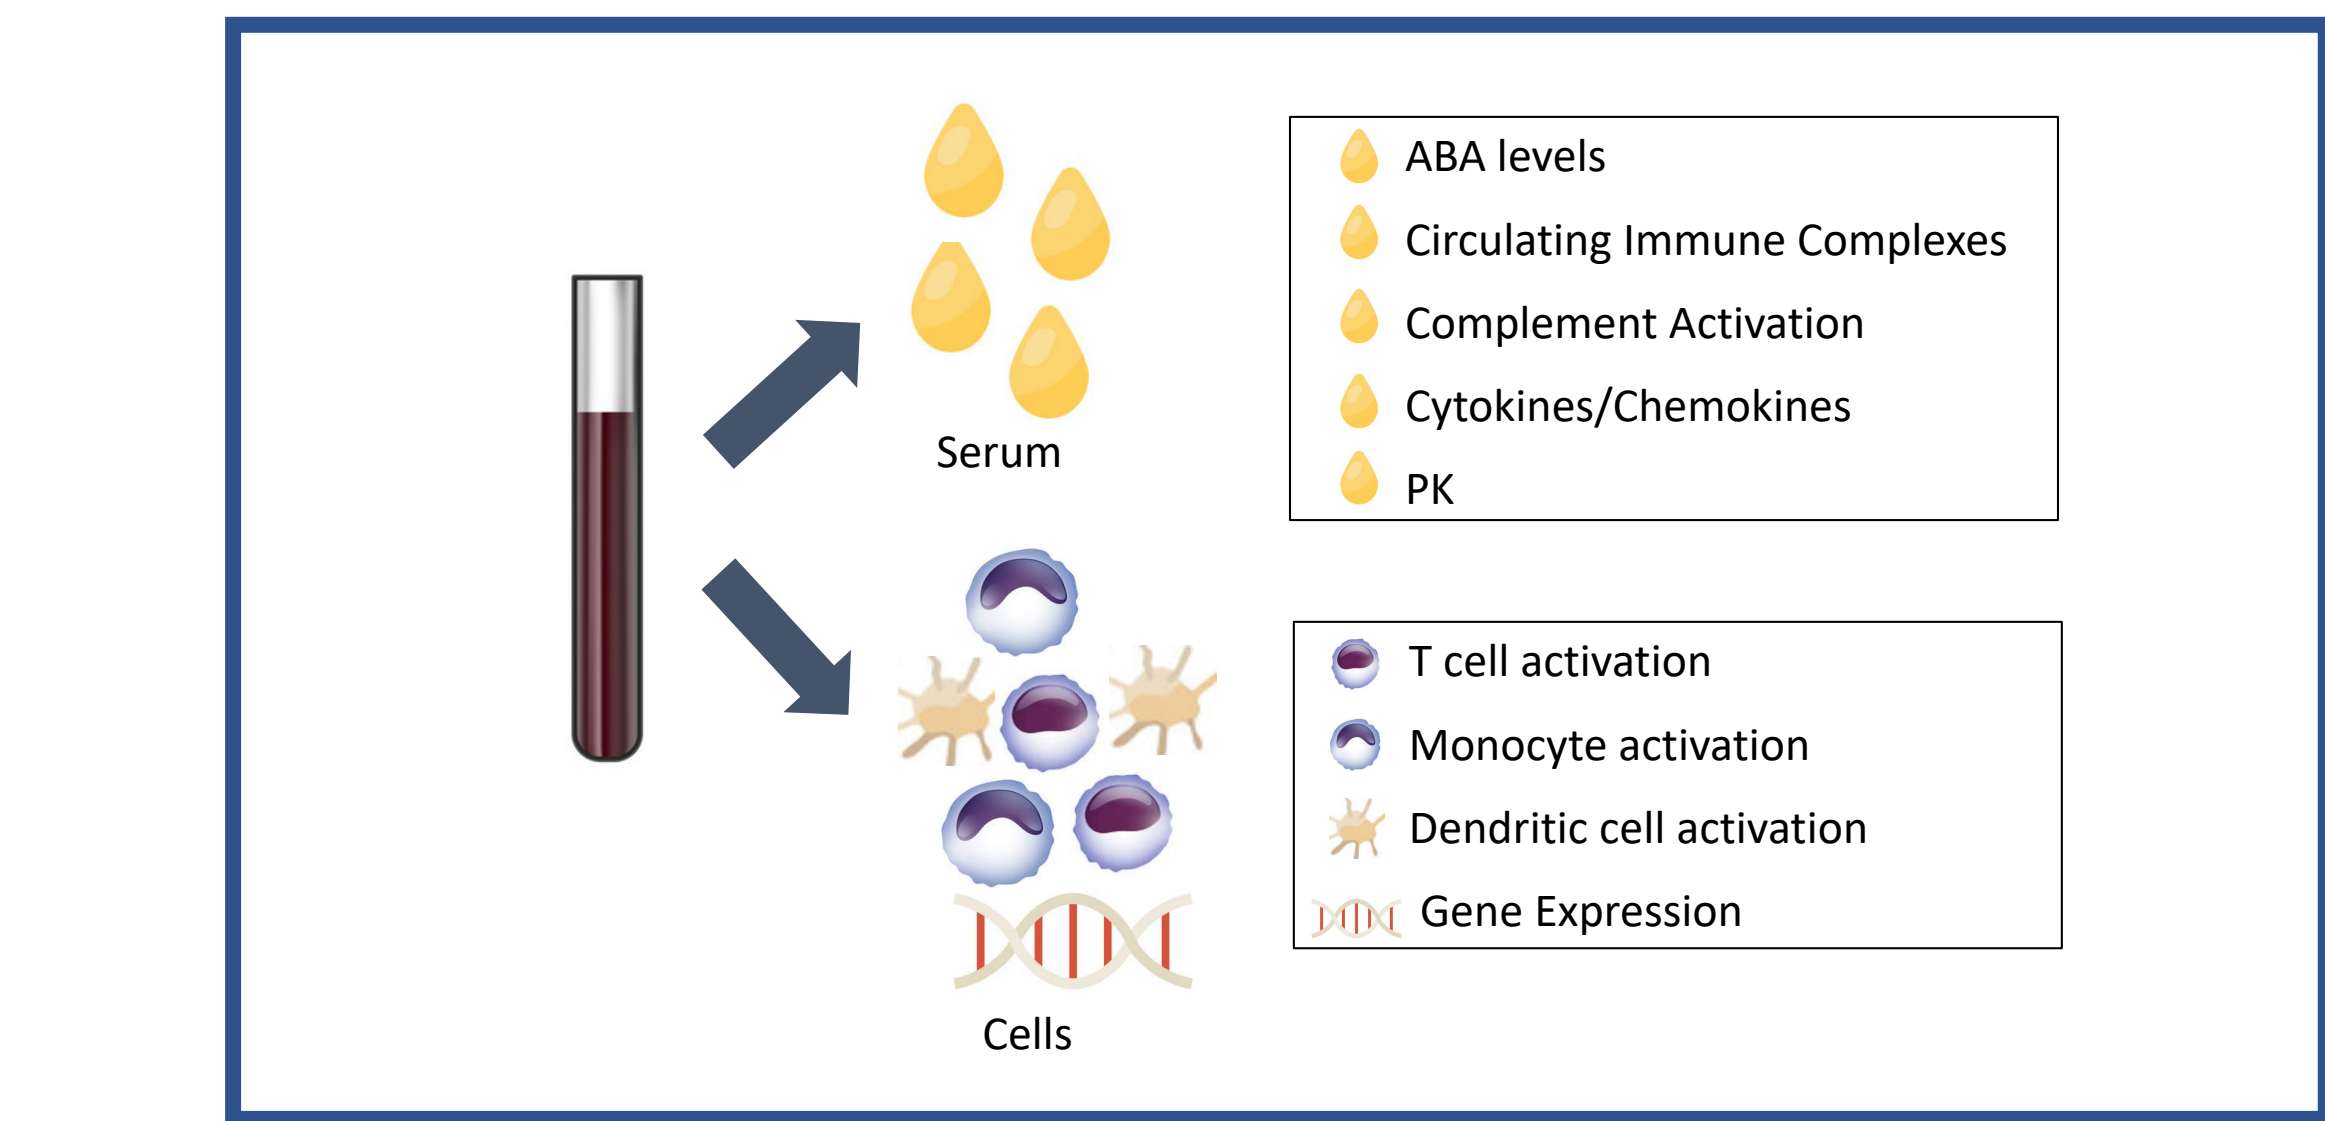 Serum
ABA levels
Circulating Immune Complexes
Complement Activation
Cytokines/Chemokines
PK
Cells
T cell activation
Monocyte activation
Dendritic cell activation
Gene Expression